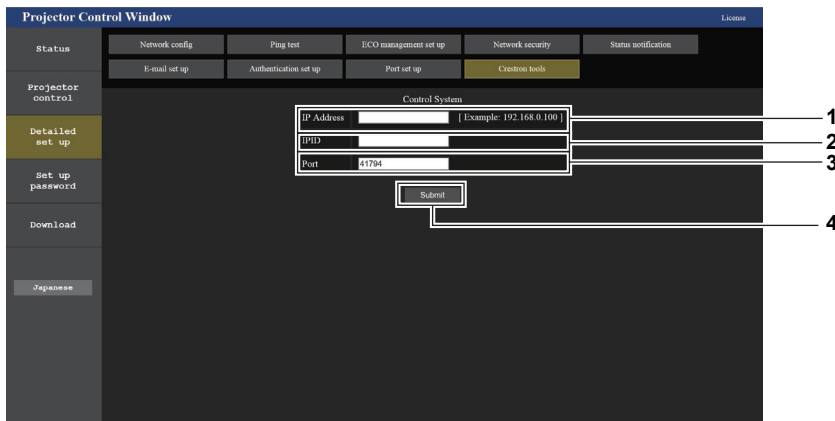 Projector Control Window License
Status
Network config Ping test ECO management set up Network security Status notification
E-mail set up Authentication set up Port set up Crestron tools
Projector control
Control System
IP Address [ Example: 192.168.0.100 ] 1
Detailed set up
IPID 2
Port 41794 3
Set up password
Submit
Download 4
Japanese